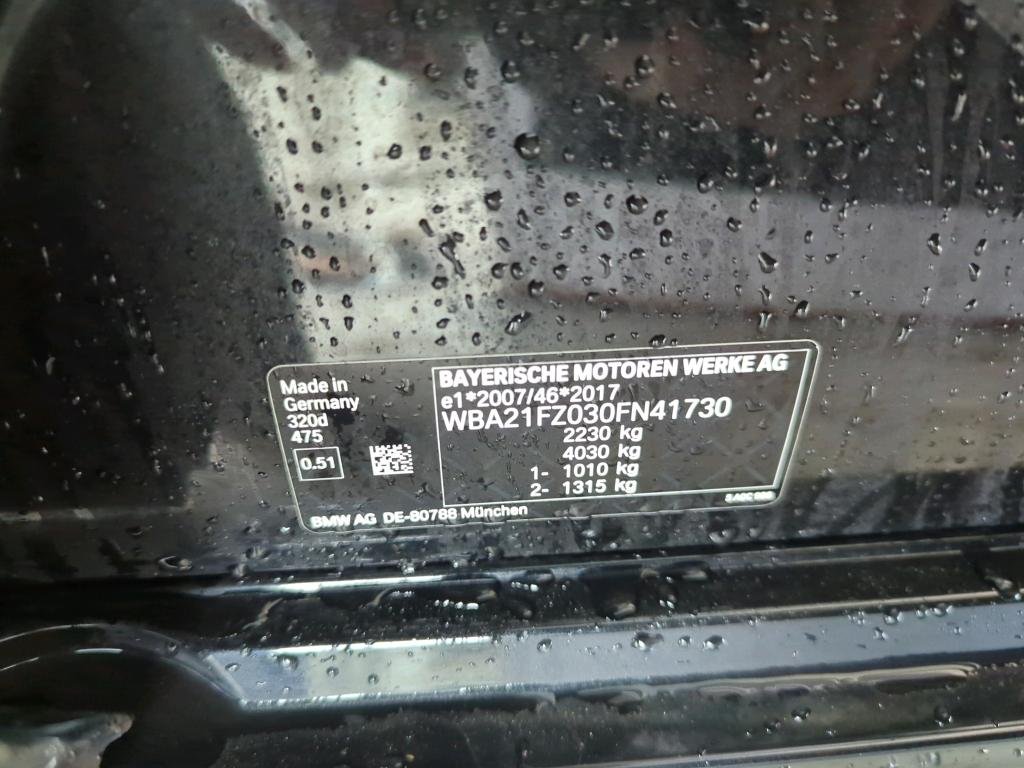 Made in
Germany
320d
475
0.51
BAYERISCHE MOTOREN WERKE AG
e1*2007/46*2017
WBA21FZ030FN41730
2230 kg
4030 kg
1- 1010 kg
2- 1315 kg
BMW AG DE-80788 München